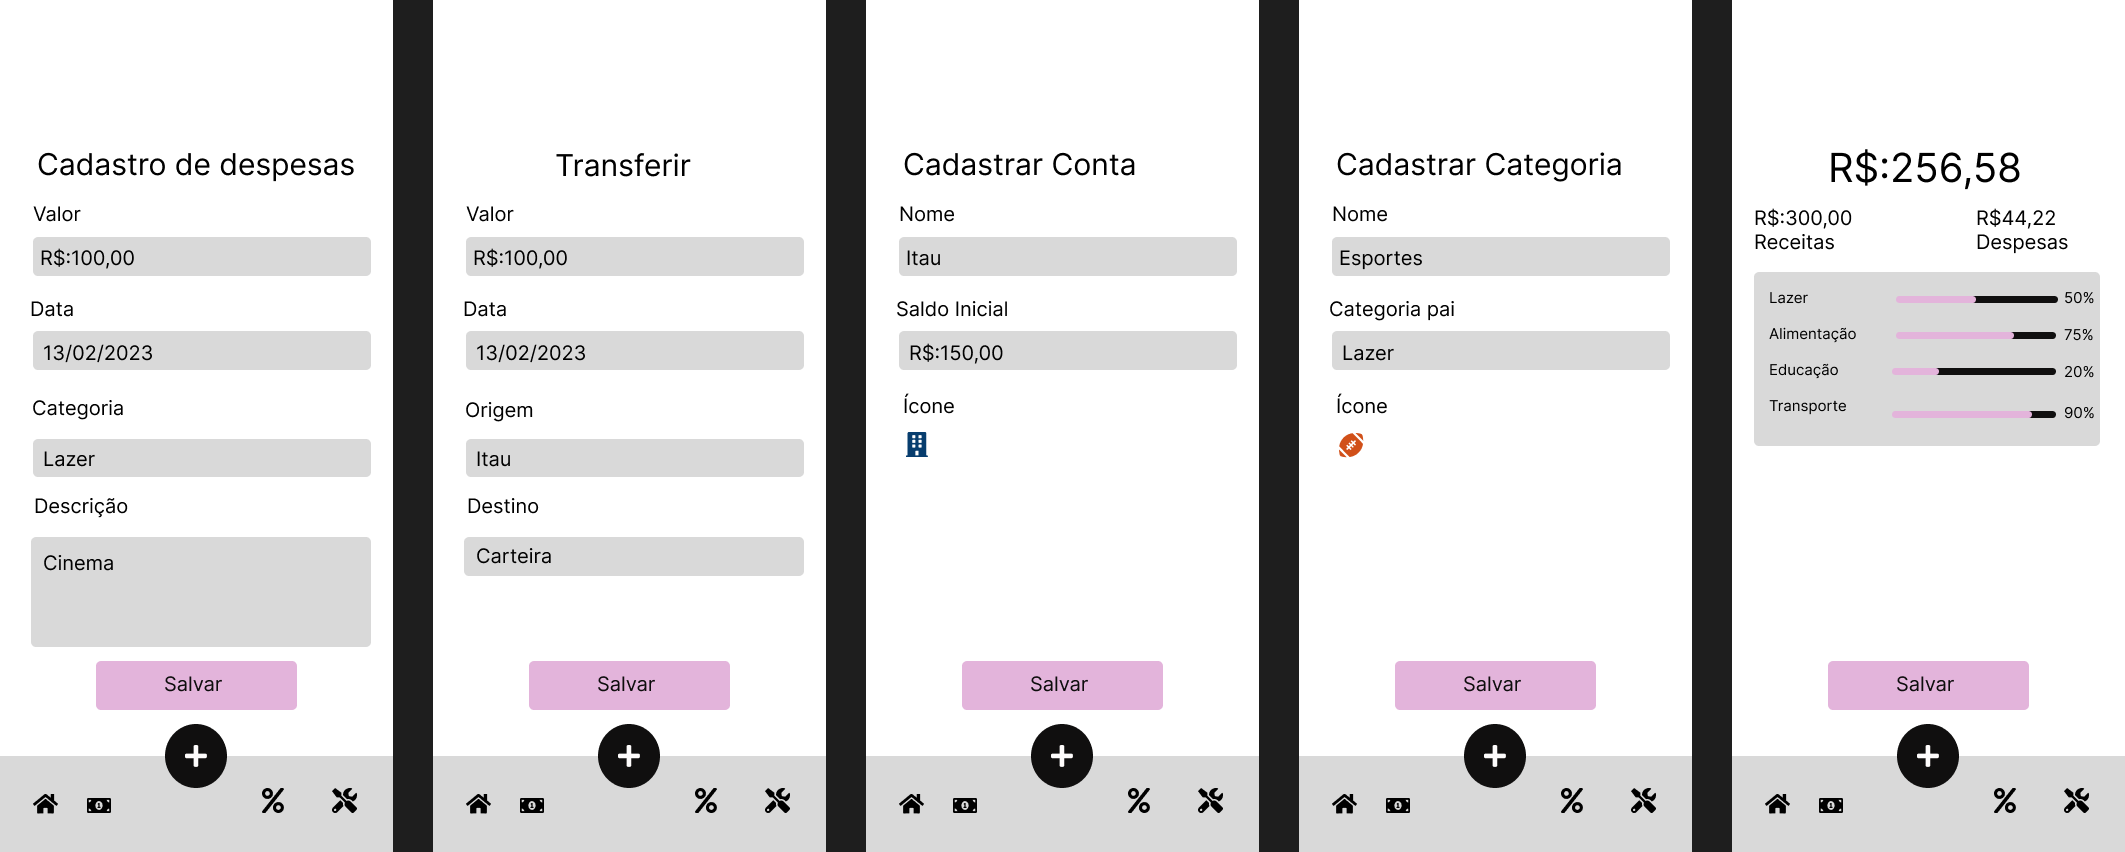 Cadastro de despesas
Valor
R$:100,00
Data
13/02/2023
Categoria
Lazer
Descrição
Cinema
Salvar
Transferir
Valor
R$:100,00
Data
13/02/2023
Origem
Itau
Destino
Carteira
Salvar
Cadastrar Conta
Nome
Itau
Saldo Inicial
R$:150,00
Ícone
Salvar
Cadastrar Categoria
Nome
Esportes
Categoria pai
Lazer
Ícone
Salvar
R$:256,58
R$:300,00
Receitas
R$44,22
Despesas
Lazer 50%
Alimentação 75%
Educação 20%
Transporte 90%
Salvar